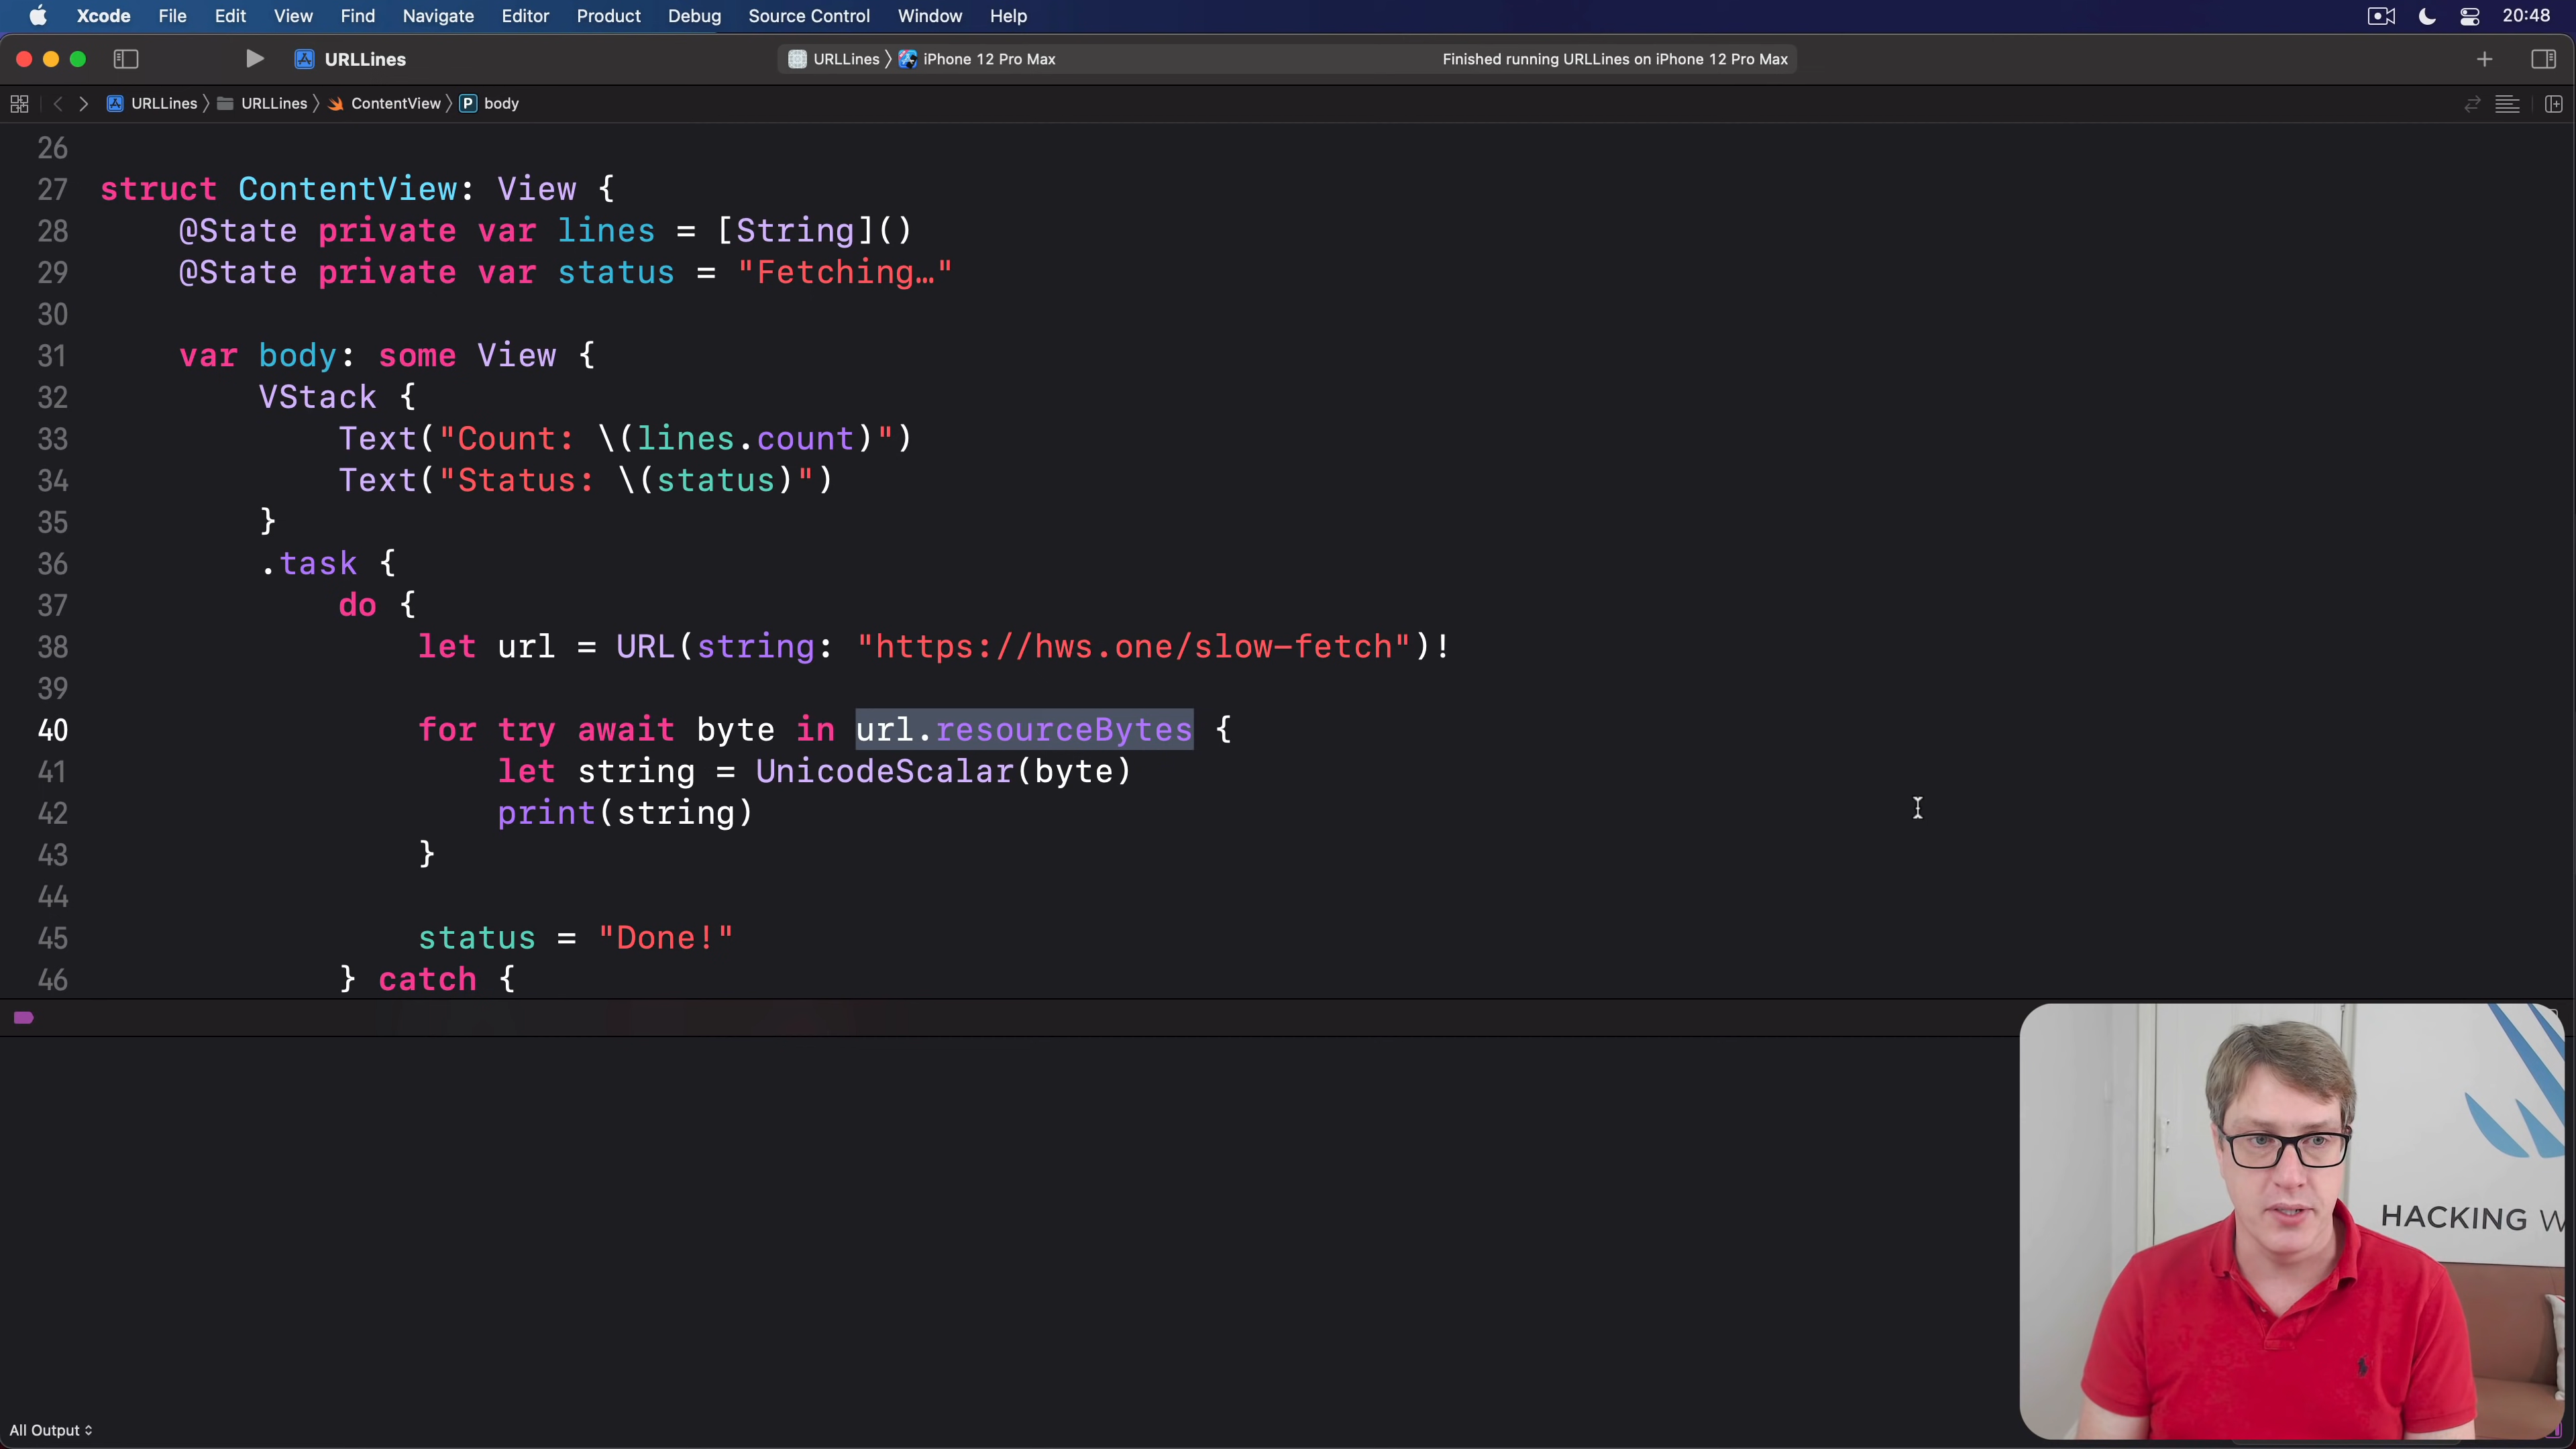 Xcode File Edit View Find Navigate Editor Product Debug Source Control Window Help 20:48
URLLines URLLines iPhone 12 Pro Max Finished running URLLines on iPhone 12 Pro Max
URLLines URLLines ContentView P body
26
27 struct ContentView: View {
28 @State private var lines = [String]()
29 @State private var status = "Fetching…"
30
31 var body: some View {
32 VStack {
33 Text("Count: \(lines.count)")
34 Text("Status: \(status)")
35 }
36 .task {
37 do {
38 let url = URL(string: "https://hws.one/slow-fetch")!
39
40 for try await byte in url.resourceBytes {
41 let string = UnicodeScalar(byte)
42 print(string)
43 }
44
45 status = "Done!"
46 } catch {
HACKING W
All Output